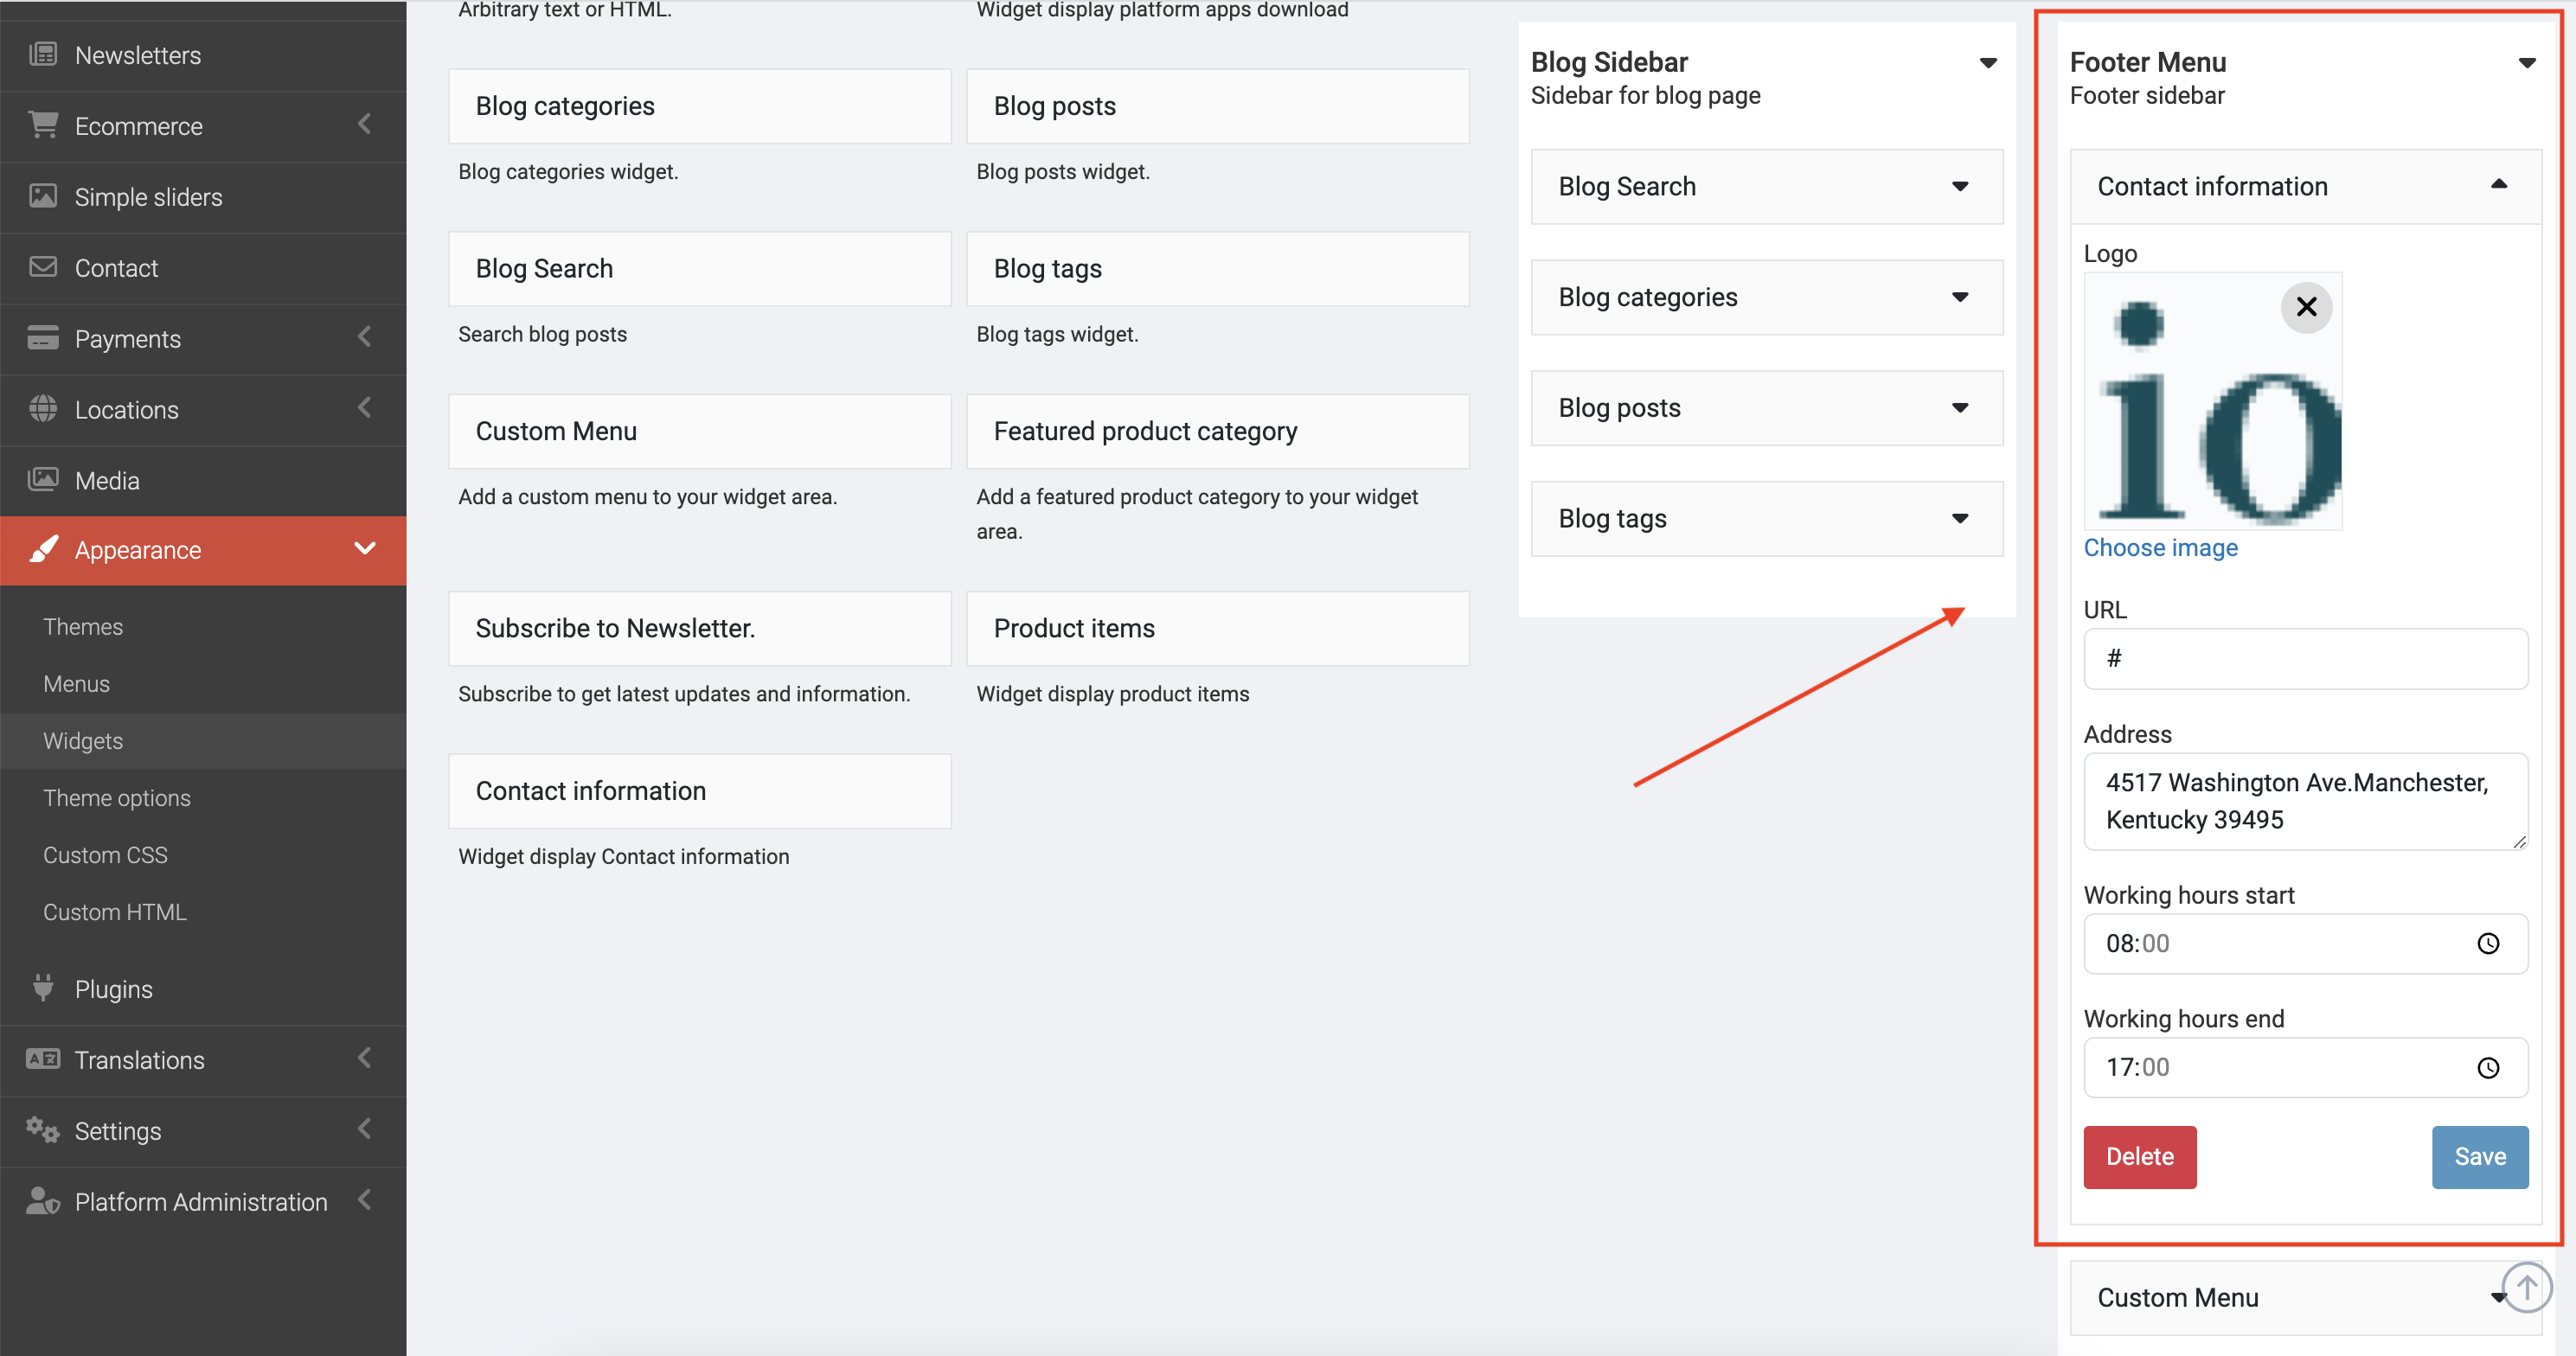 Newsletters
Ecommerce
Simple sliders
Contact
Payments
Locations
Media
Appearance
Themes
Menus
Widgets
Theme options
Custom CSS
Custom HTML
Plugins
Translations
Settings
Platform Administration
Arbitrary text or HTML.
Widget display platform apps download
Blog categories
Blog posts
Blog categories widget.
Blog posts widget.
Blog Search
Blog tags
Search blog posts
Blog tags widget.
Custom Menu
Featured product category
Add a custom menu to your widget area.
Add a featured product category to your widget
area.
Subscribe to Newsletter.
Product items
Subscribe to get latest updates and information.
Widget display product items
Contact information
Widget display Contact information
Blog Sidebar
Sidebar for blog page
Blog Search
Blog categories
Blog posts
Blog tags
Footer Menu
Footer sidebar
Contact information
Logo
io
Choose image
URL
#
Address
4517 Washington Ave.Manchester,
Kentucky 39495
Working hours start
08:00
Working hours end
17:00
Delete
Save
Custom Menu